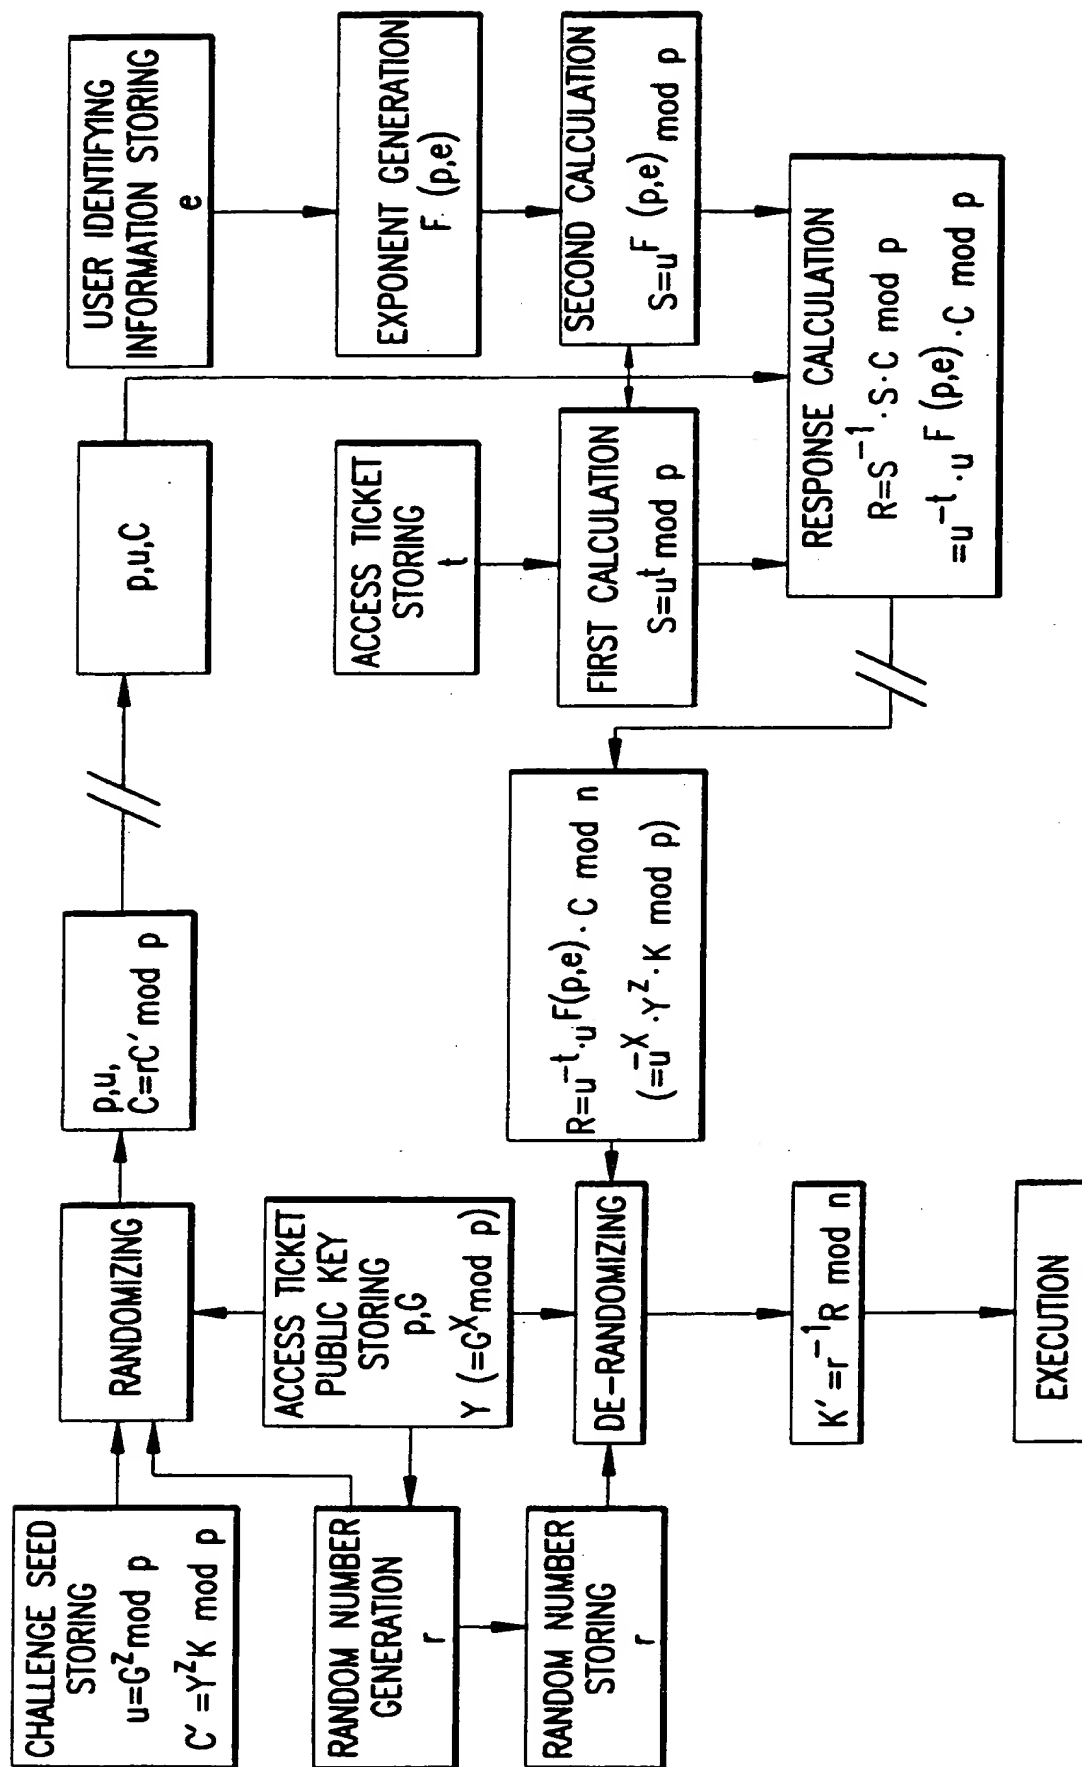 CHALLENGE SEED
STORING
u=G^Z mod p
C′=Y^Z K mod p
RANDOMIZING
p,u,
C=rC′ mod p
p,u,C
USER IDENTIFYING
INFORMATION STORING
e
RANDOM NUMBER
GENERATION
r
ACCESS TICKET
PUBLIC KEY
STORING
p,G
Y (=G^X mod p)
ACCESS TICKET
STORING
t
EXPONENT GENERATION
F (p,e)
RANDOM NUMBER
STORING
r
DE-RANDOMIZING
R=u^-t·u^F(p,e)·C mod n
(=u^-X·Y^Z·K mod p)
FIRST CALCULATION
S=u^t mod p
SECOND CALCULATION
S=u^F (p,e) mod p
K′=r^-1 R mod n
RESPONSE CALCULATION
R=S^-1·S·C mod p
=u^-t·u^F (p,e)·C mod p
EXECUTION